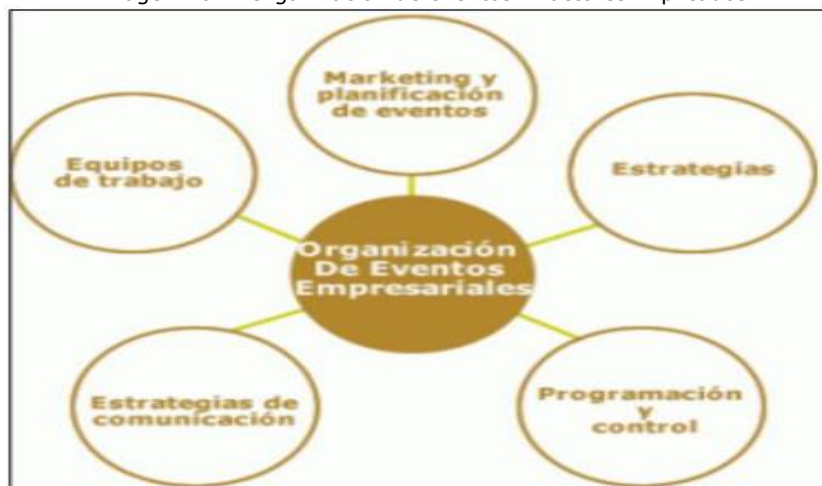 Marketing y
planificación
de eventos
Equipos
de trabajo
Estrategias
Organización
De Eventos
Empresariales
Estrategias de
comunicación
Programación
y
control